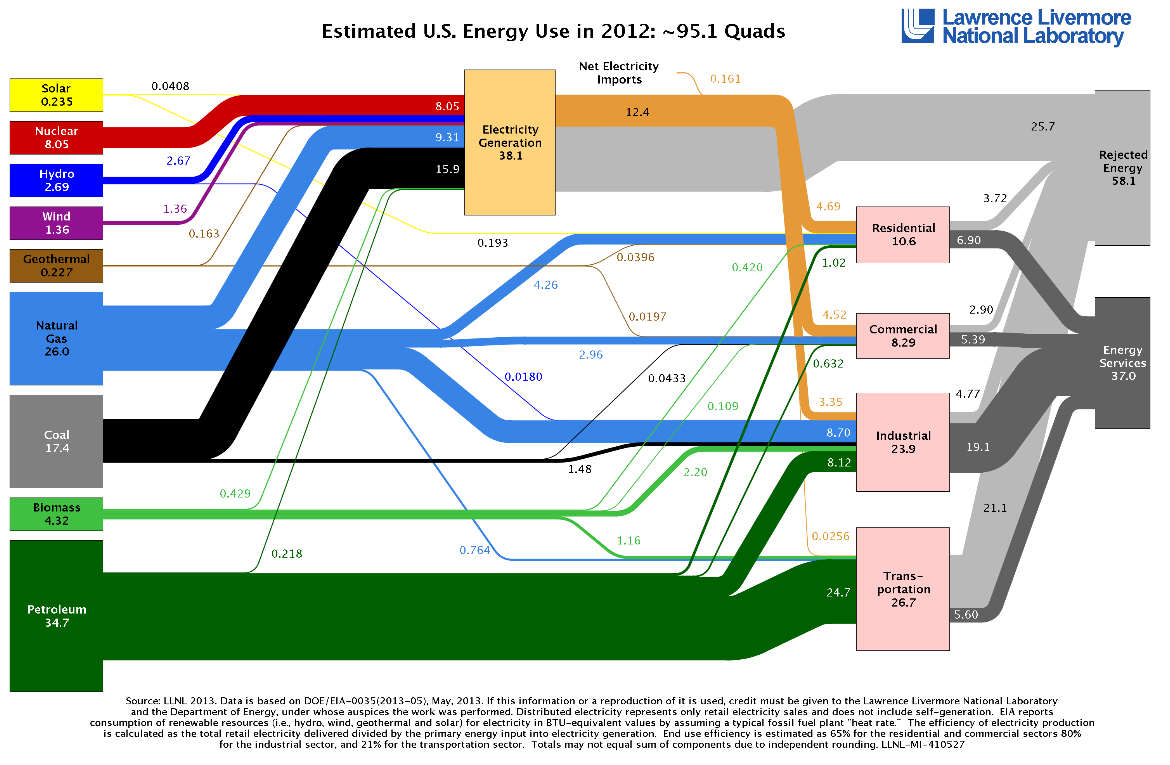 Estimated U.S. Energy Use in 2012: ~95.1 Quads
Lawrence Livermore
National Laboratory
Net Electricity
Imports
0.161
Solar
0.235
0.0408
Nuclear
8.05
8.05
Hydro
2.69
2.67
Wind
1.36
1.36
Geothermal
0.227
0.163
Natural
Gas
26.0
9.31
Coal
17.4
15.9
Biomass
4.32
0.429
Petroleum
34.7
0.218
Electricity
Generation
38.1
12.4
25.7
0.193
0.0396
4.26
0.0197
2.96
0.0180
0.0433
1.48
0.764
0.420
0.109
2.20
1.16
4.69
1.02
4.52
0.632
3.35
8.70
8.12
0.0256
24.7
Residential
10.6
Commercial
8.29
Industrial
23.9
Trans-
portation
26.7
3.72
6.90
2.90
5.39
4.77
19.1
21.1
5.60
Rejected
Energy
58.1
Energy
Services
37.0
Source: LLNL 2013. Data is based on DOE/EIA-0035(2013-05), May, 2013. If this information or a reproduction of it is used, credit must be given to the Lawrence Livermore National Laboratory
and the Department of Energy, under whose auspices the work was performed. Distributed electricity represents only retail electricity sales and does not include self-generation. EIA reports
consumption of renewable resources (i.e., hydro, wind, geothermal and solar) for electricity in BTU-equivalent values by assuming a typical fossil fuel plant "heat rate." The efficiency of electricity production
is calculated as the total retail electricity delivered divided by the primary energy input into electricity generation. End use efficiency is estimated as 65% for the residential and commercial sectors 80%
for the industrial sector, and 21% for the transportation sector. Totals may not equal sum of components due to independent rounding. LLNL-MI-410527